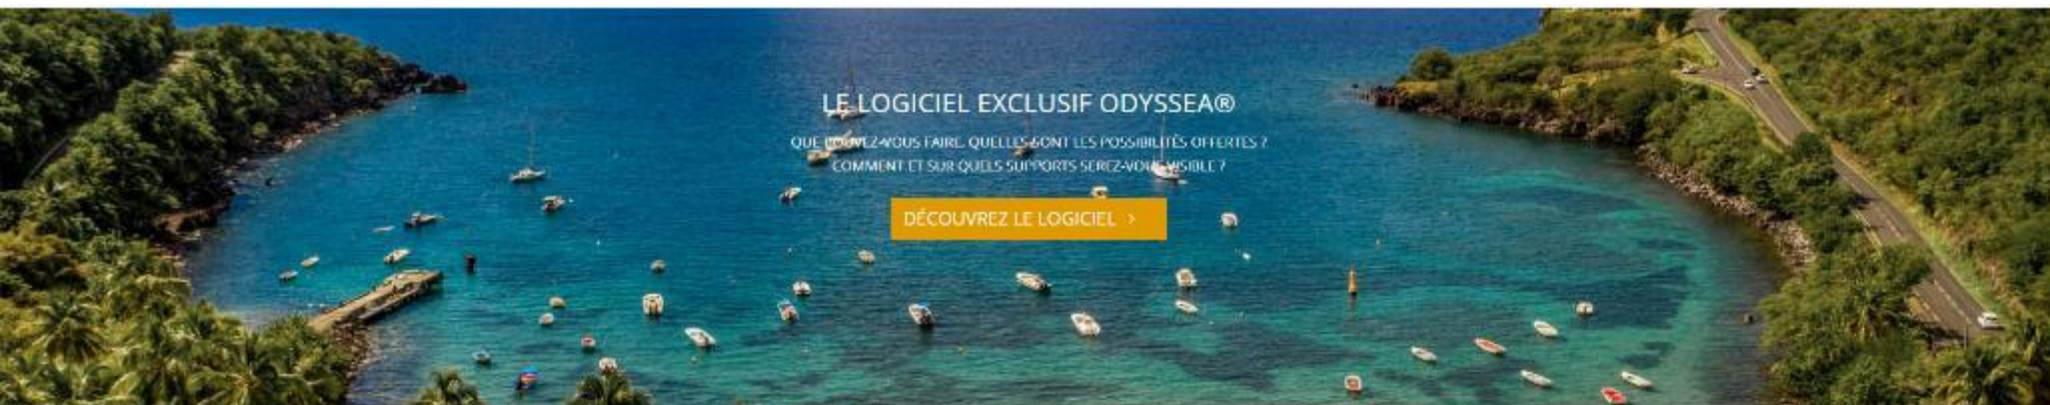 LE LOGICIEL EXCLUSIF ODYSSEA®
QUE POUVEZ-VOUS FAIRE, QUELLES SONT LES POSSIBILITÉS OFFERTES ?
COMMENT ET SUR QUELS SUPPORTS SEREZ-VOUS VISIBLE ?
DÉCOUVREZ LE LOGICIEL >